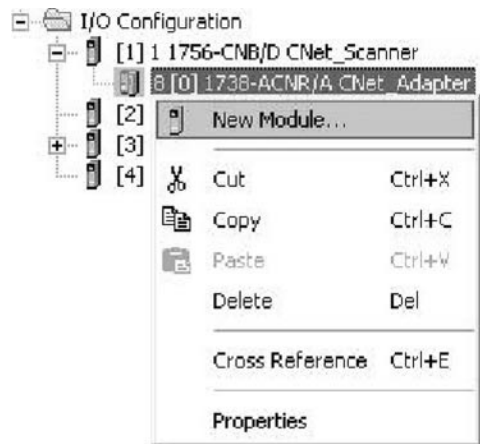 I/O Configuration
[1] 1 1756-CNB/D CNet_Scanner
8 [0] 1738-ACNR/A CNet_Adapter
[2]
[3]
[4]
New Module...
Cut Ctrl+X
Copy Ctrl+C
Paste Ctrl+V
Delete Del
Cross Reference Ctrl+E
Properties